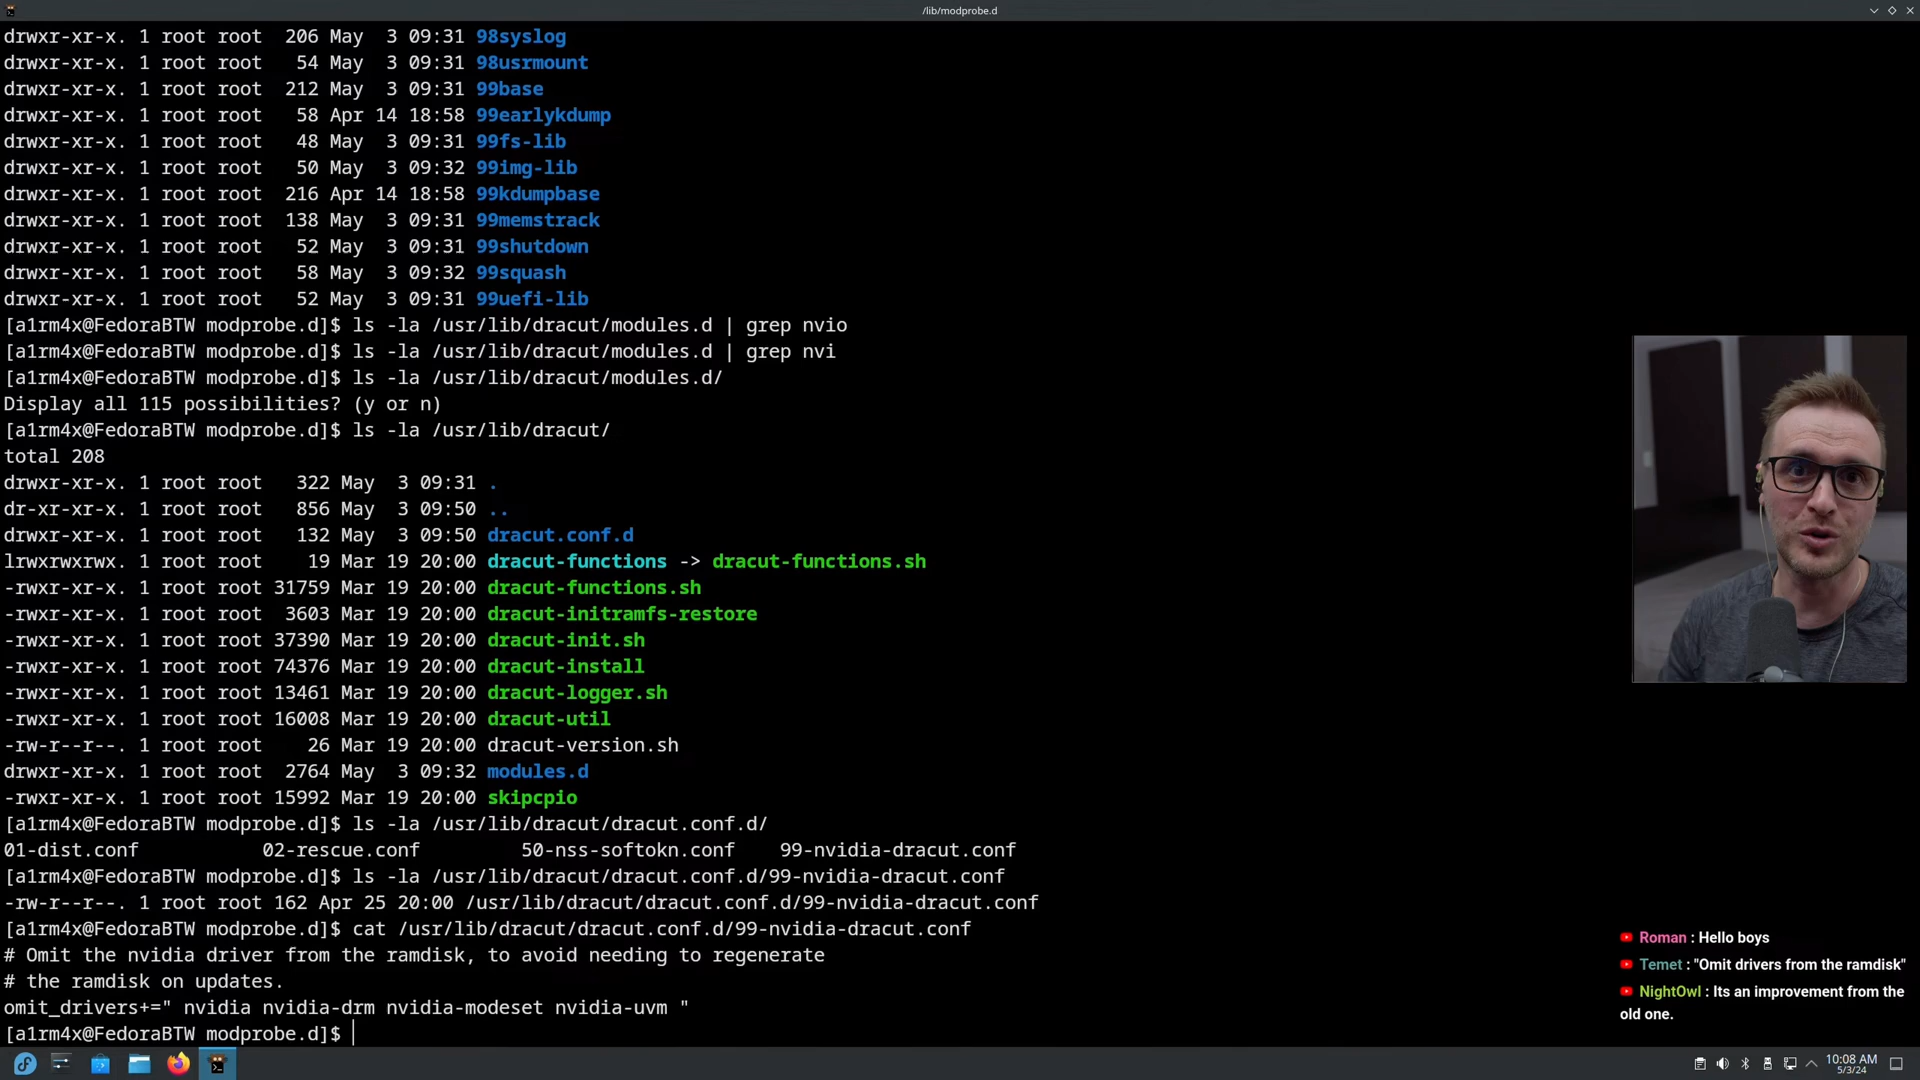 /lib/modprobe.d
drwxr-xr-x. 1 root root   206 May  3 09:31 98syslog
drwxr-xr-x. 1 root root    54 May  3 09:31 98usrmount
drwxr-xr-x. 1 root root   212 May  3 09:31 99base
drwxr-xr-x. 1 root root    58 Apr 14 18:58 99earlykdump
drwxr-xr-x. 1 root root    48 May  3 09:31 99fs-lib
drwxr-xr-x. 1 root root    50 May  3 09:32 99img-lib
drwxr-xr-x. 1 root root   216 Apr 14 18:58 99kdumpbase
drwxr-xr-x. 1 root root   138 May  3 09:31 99memstrack
drwxr-xr-x. 1 root root    52 May  3 09:31 99shutdown
drwxr-xr-x. 1 root root    58 May  3 09:32 99squash
drwxr-xr-x. 1 root root    52 May  3 09:31 99uefi-lib
[a1rm4x@FedoraBTW modprobe.d]$ ls -la /usr/lib/dracut/modules.d | grep nvio
[a1rm4x@FedoraBTW modprobe.d]$ ls -la /usr/lib/dracut/modules.d | grep nvi
[a1rm4x@FedoraBTW modprobe.d]$ ls -la /usr/lib/dracut/modules.d/
Display all 115 possibilities? (y or n)
[a1rm4x@FedoraBTW modprobe.d]$ ls -la /usr/lib/dracut/
total 208
drwxr-xr-x. 1 root root   322 May  3 09:31 .
dr-xr-xr-x. 1 root root   856 May  3 09:50 ..
drwxr-xr-x. 1 root root   132 May  3 09:50 dracut.conf.d
lrwxrwxrwx. 1 root root    19 Mar 19 20:00 dracut-functions -> dracut-functions.sh
-rwxr-xr-x. 1 root root 31759 Mar 19 20:00 dracut-functions.sh
-rwxr-xr-x. 1 root root  3603 Mar 19 20:00 dracut-initramfs-restore
-rwxr-xr-x. 1 root root 37390 Mar 19 20:00 dracut-init.sh
-rwxr-xr-x. 1 root root 74376 Mar 19 20:00 dracut-install
-rwxr-xr-x. 1 root root 13461 Mar 19 20:00 dracut-logger.sh
-rwxr-xr-x. 1 root root 16008 Mar 19 20:00 dracut-util
-rw-r--r--. 1 root root    26 Mar 19 20:00 dracut-version.sh
drwxr-xr-x. 1 root root  2764 May  3 09:32 modules.d
-rwxr-xr-x. 1 root root 15992 Mar 19 20:00 skipcpio
[a1rm4x@FedoraBTW modprobe.d]$ ls -la /usr/lib/dracut/dracut.conf.d/
01-dist.conf           02-rescue.conf         50-nss-softokn.conf    99-nvidia-dracut.conf
[a1rm4x@FedoraBTW modprobe.d]$ ls -la /usr/lib/dracut/dracut.conf.d/99-nvidia-dracut.conf
-rw-r--r--. 1 root root 162 Apr 25 20:00 /usr/lib/dracut/dracut.conf.d/99-nvidia-dracut.conf
[a1rm4x@FedoraBTW modprobe.d]$ cat /usr/lib/dracut/dracut.conf.d/99-nvidia-dracut.conf
# Omit the nvidia driver from the ramdisk, to avoid needing to regenerate
# the ramdisk on updates.
omit_drivers+=" nvidia nvidia-drm nvidia-modeset nvidia-uvm "
[a1rm4x@FedoraBTW modprobe.d]$
Roman : Hello boys
Temet : "Omit drivers from the ramdisk"
NightOwl : Its an improvement from the
old one.
10:08 AM
5/3/24